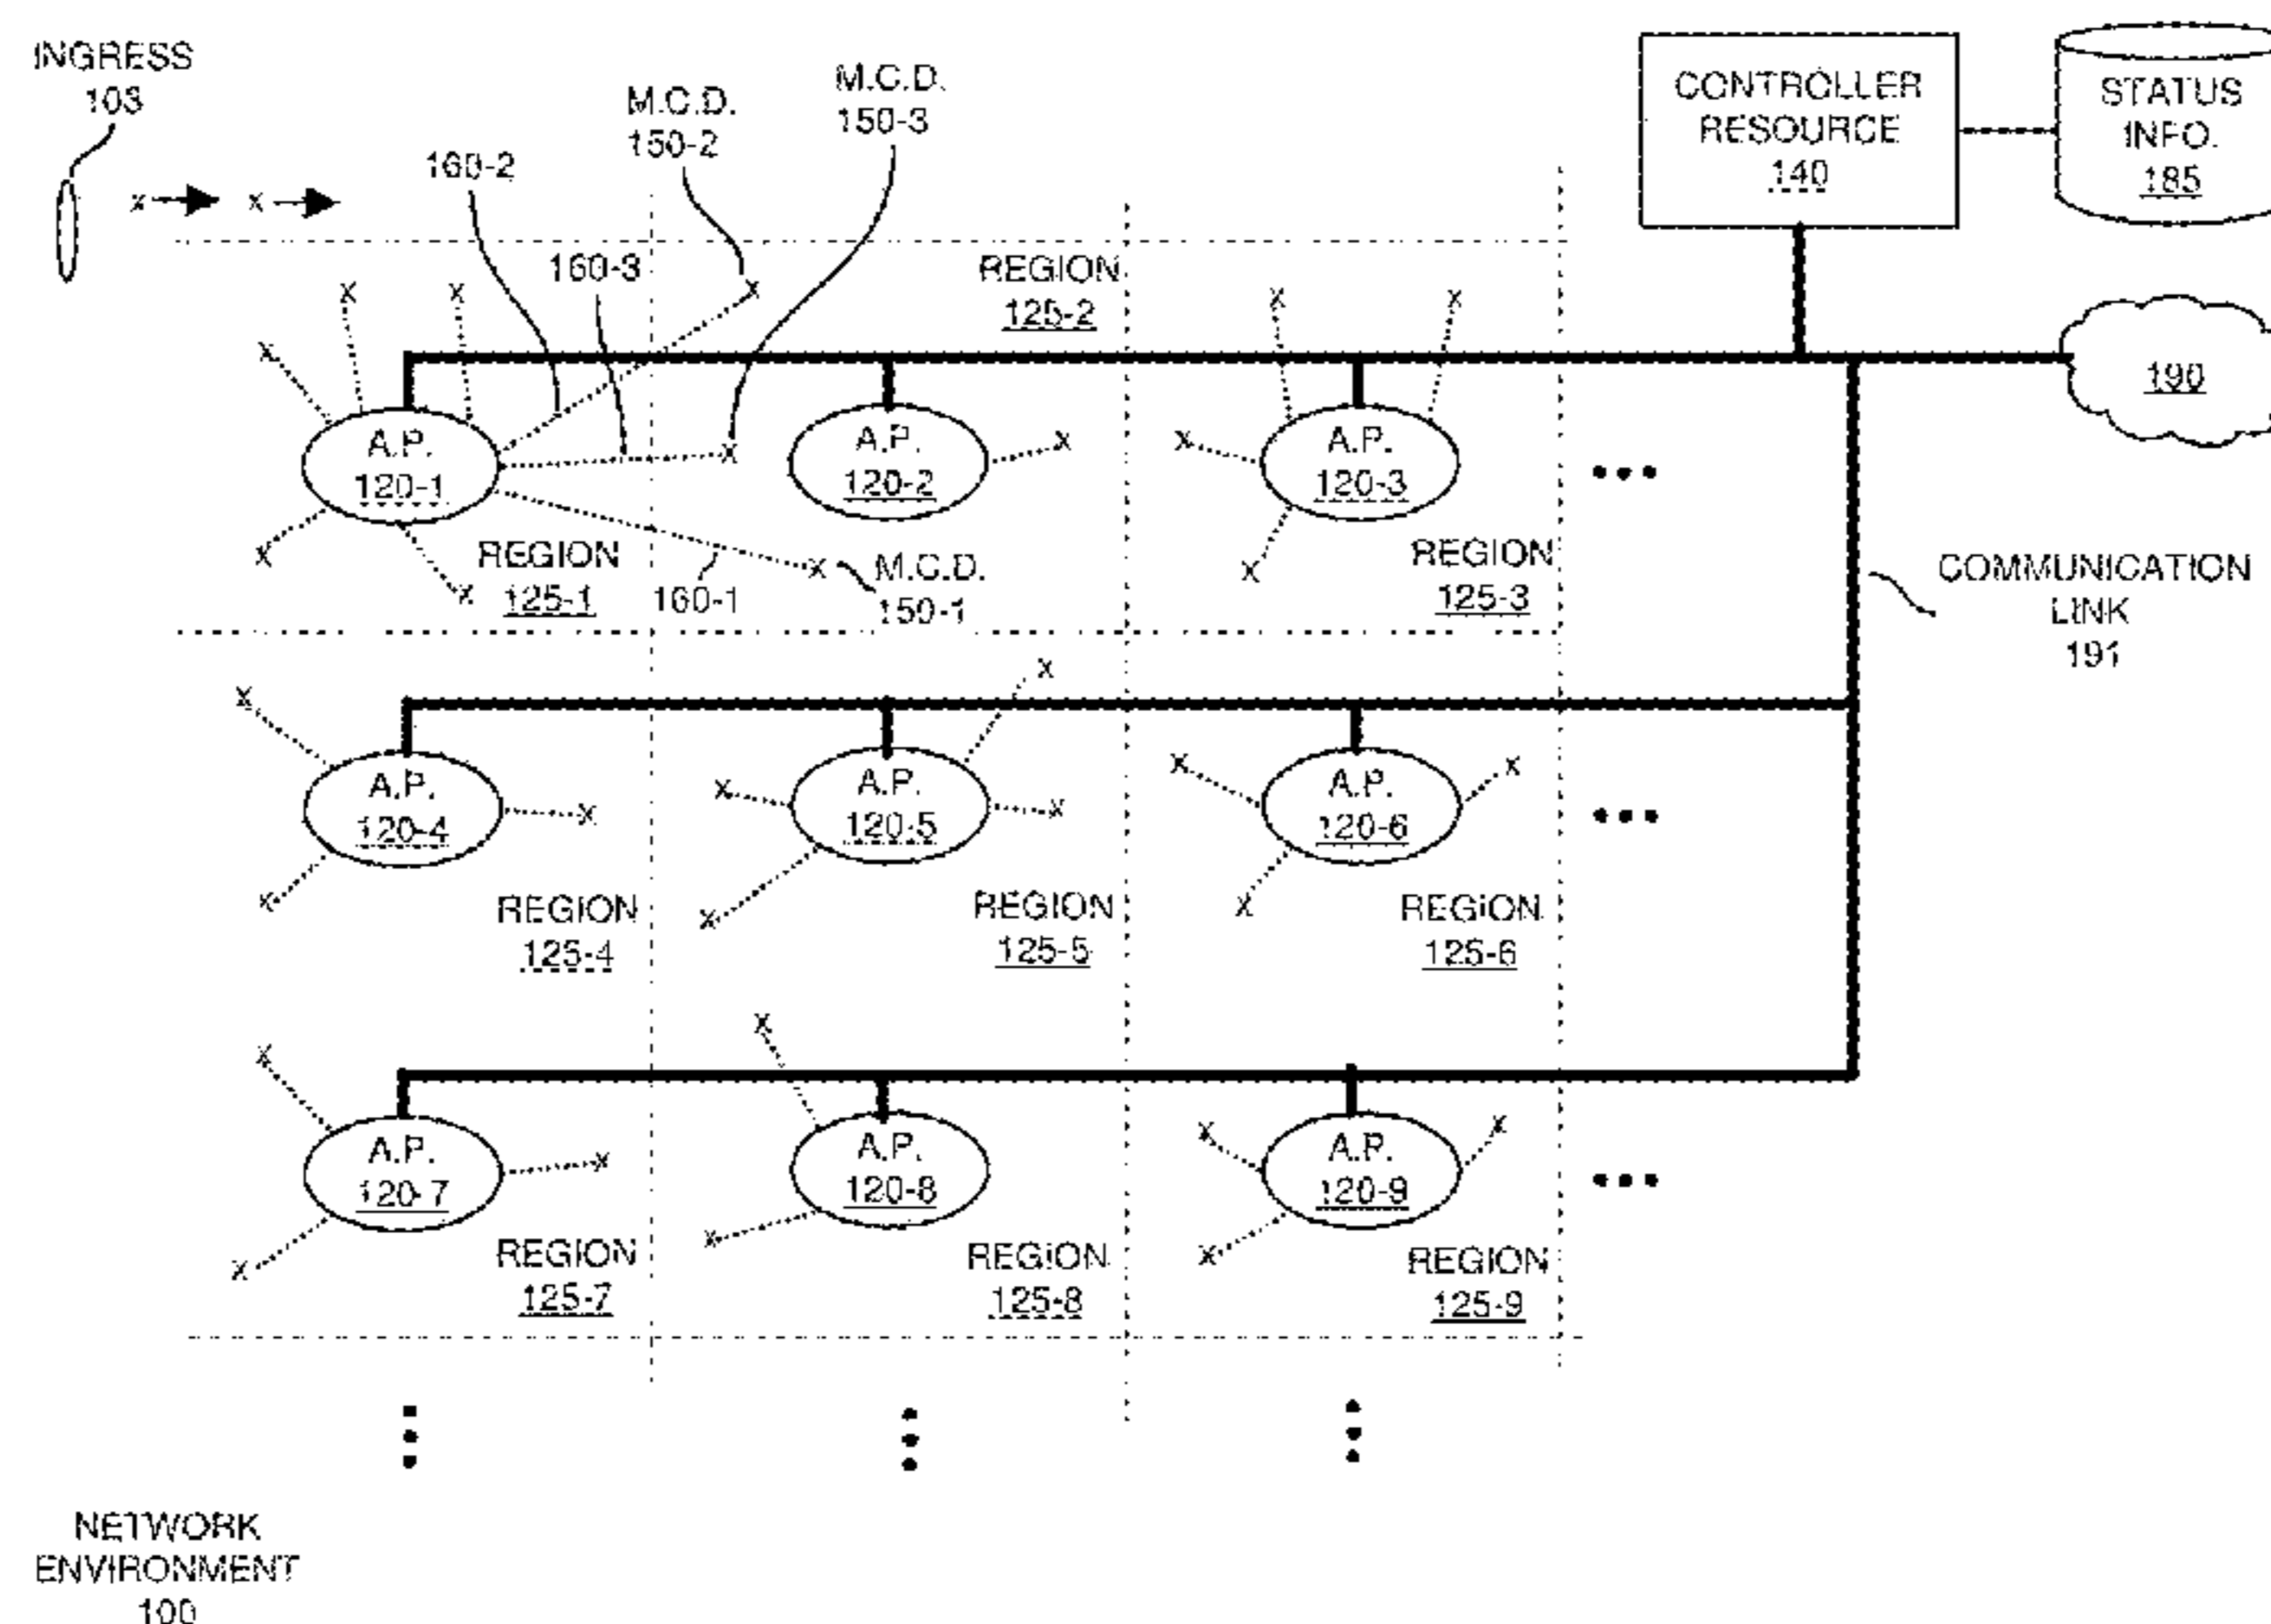 INGRESS
103
M.C.D.
150-2
M.C.D.
150-3
160-2
160-3
CONTROLLER
RESOURCE
140
STATUS
INFO.
185
x x
x x x
x
REGION
125-2
x x
190
A.P.
120-1
x
A.P.
120-2
x
x
A.P.
120-3
x
x
REGION
125-1
160-1
x
M.C.D.
150-1
x
REGION
125-3
COMMUNICATION
LINK
191
x
x
A.P.
120-4
x
x
x
A.P.
120-5
x
x
x
A.P.
120-6
x
x
REGION
125-4
REGION
125-5
REGION
125-6
x
x
A.P.
120-7
x
x
A.P.
120-8
x
x
A.P.
120-9
x
x
x
REGION
125-7
REGION
125-8
REGION
125-9
NETWORK
ENVIRONMENT
100